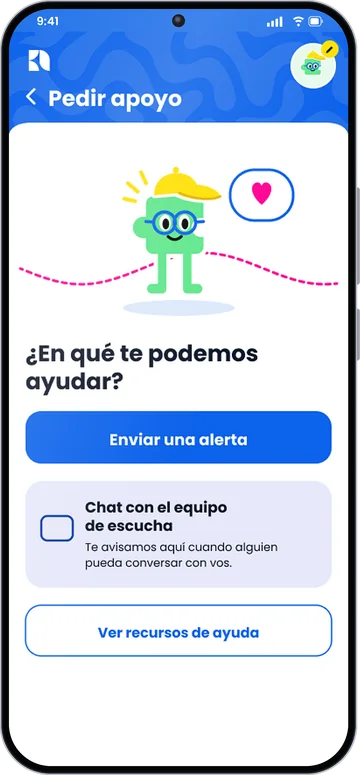 9:41
Pedir apoyo
¿En qué te podemos
ayudar?
Enviar una alerta
Chat con el equipo
de escucha
Te avisamos aquí cuando alguien
pueda conversar con vos.
Ver recursos de ayuda